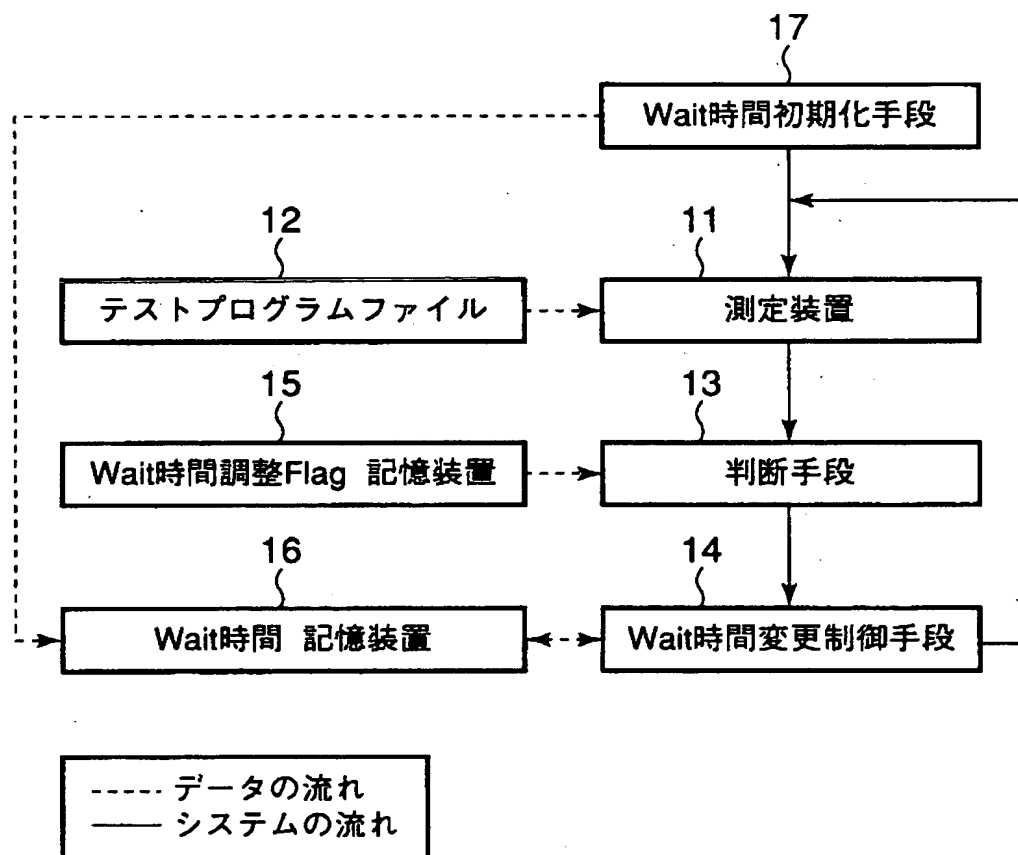 17
Wait時間初期化手段
12
11
テストプログラムファイル
測定装置
15
13
Wait時間調整Flag 記憶装置
判断手段
16
14
Wait時間 記憶装置
Wait時間変更制御手段
データの流れ
システムの流れ